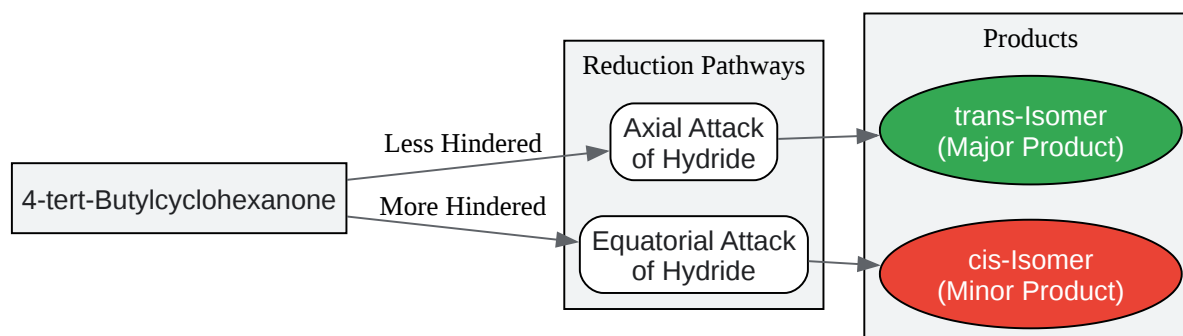 Products
Reduction Pathways
trans-Isomer
(Major Product)
Axial Attack
of Hydride
Less Hindered
4-tert-Butylcyclohexanone
More Hindered
Equatorial Attack
of Hydride
cis-Isomer
(Minor Product)